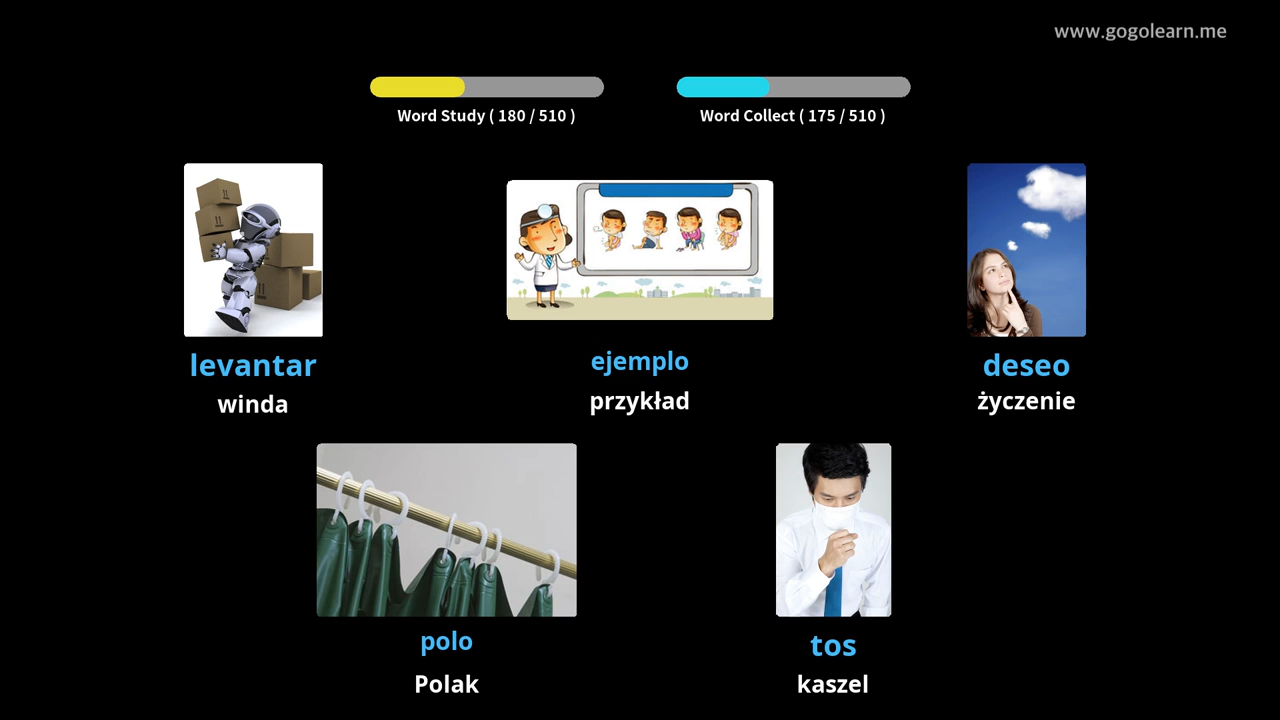 www.gogolearn.me
Word Study ( 180 / 510 )
Word Collect ( 175 / 510 )
levantar
winda
ejemplo
przykład
deseo
życzenie
polo
Polak
tos
kaszel